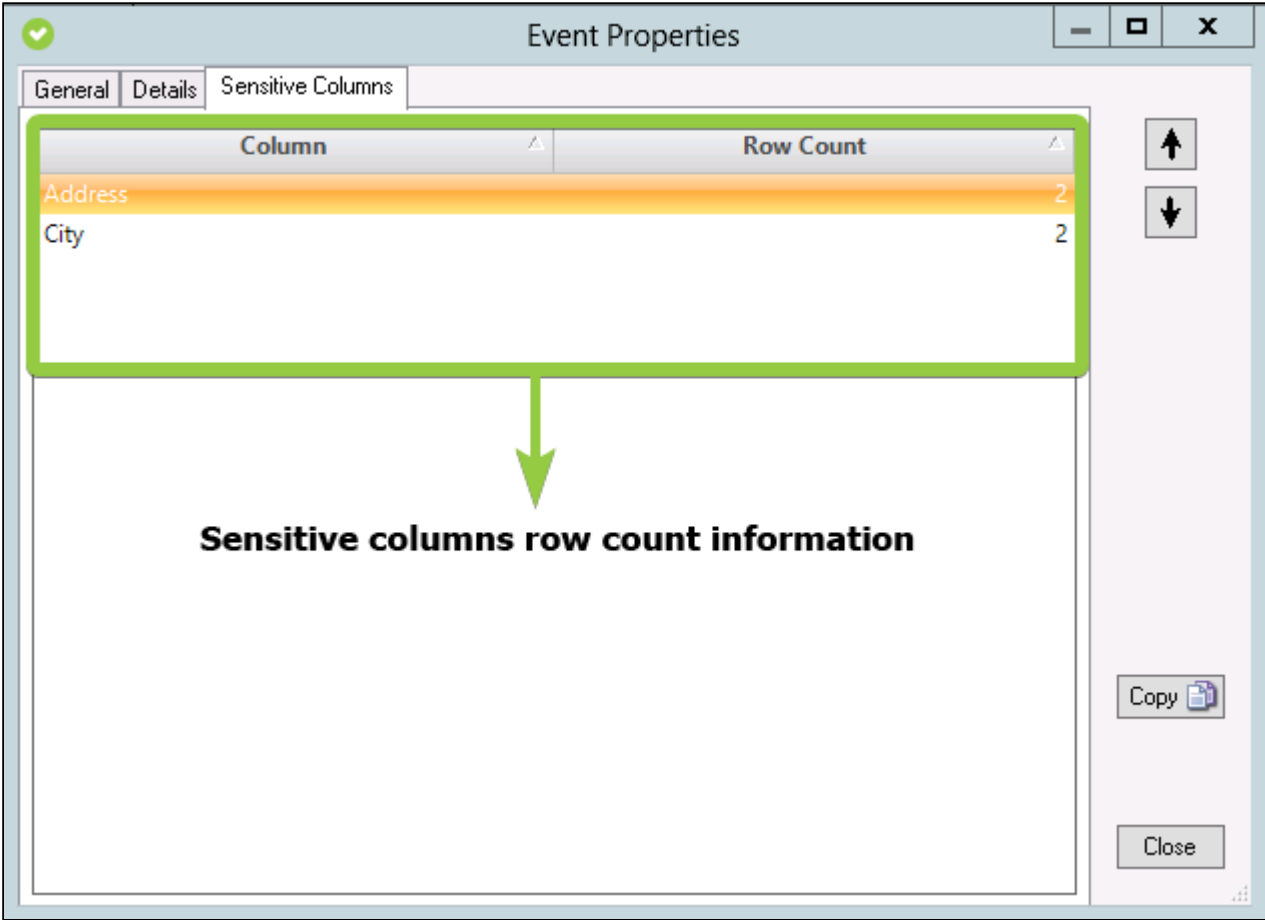 Event Properties
General Details Sensitive Columns
Column Row Count
Address 2
City 2
Sensitive columns row count information
Copy
Close